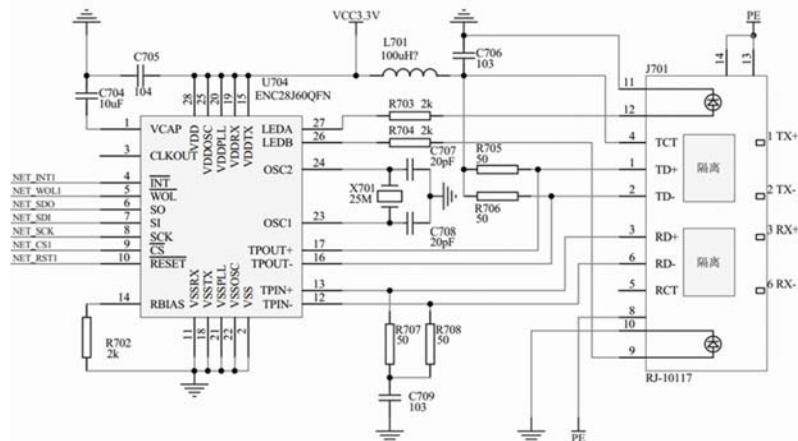 VCC3.3V
PE
L701
100uH?
C706
103
J701
14
13
C705
104
C704
10uF
U704
ENC28J60QFN
28
25
20
19
15
VDD
VDDOSC
VDDPLL
VDDRX
VDDTX
1
VCAP
3
CLKOUT
NET_INT1
4
INT
NET_WOL1
5
WOL
NET_SDO
6
SO
NET_SDI
7
SI
NET_SCK
8
SCK
NET_CS1
9
CS
NET_RST1
10
RESET
14
RBIAS
R702
2k
LEDA
27
LEDB
26
OSC2
24
OSC1
23
TPOUT+
17
TPOUT-
16
TPIN+
13
TPIN-
12
VSSRX
VSSTX
VSSPLL
VSSOSC
VSS
11
18
21
22
2
R703 2k
R704 2k
C707
20pF
X701
25M
C708
20pF
R705
50
R706
50
R707
50
R708
50
C709
103
11
12
4
TCT
1
TD+
2
TD-
3
RD+
6
RD-
5
RCT
8
10
9
隔离
隔离
1 TX+
2 TX-
3 RX+
6 RX-
RJ-10117
PE